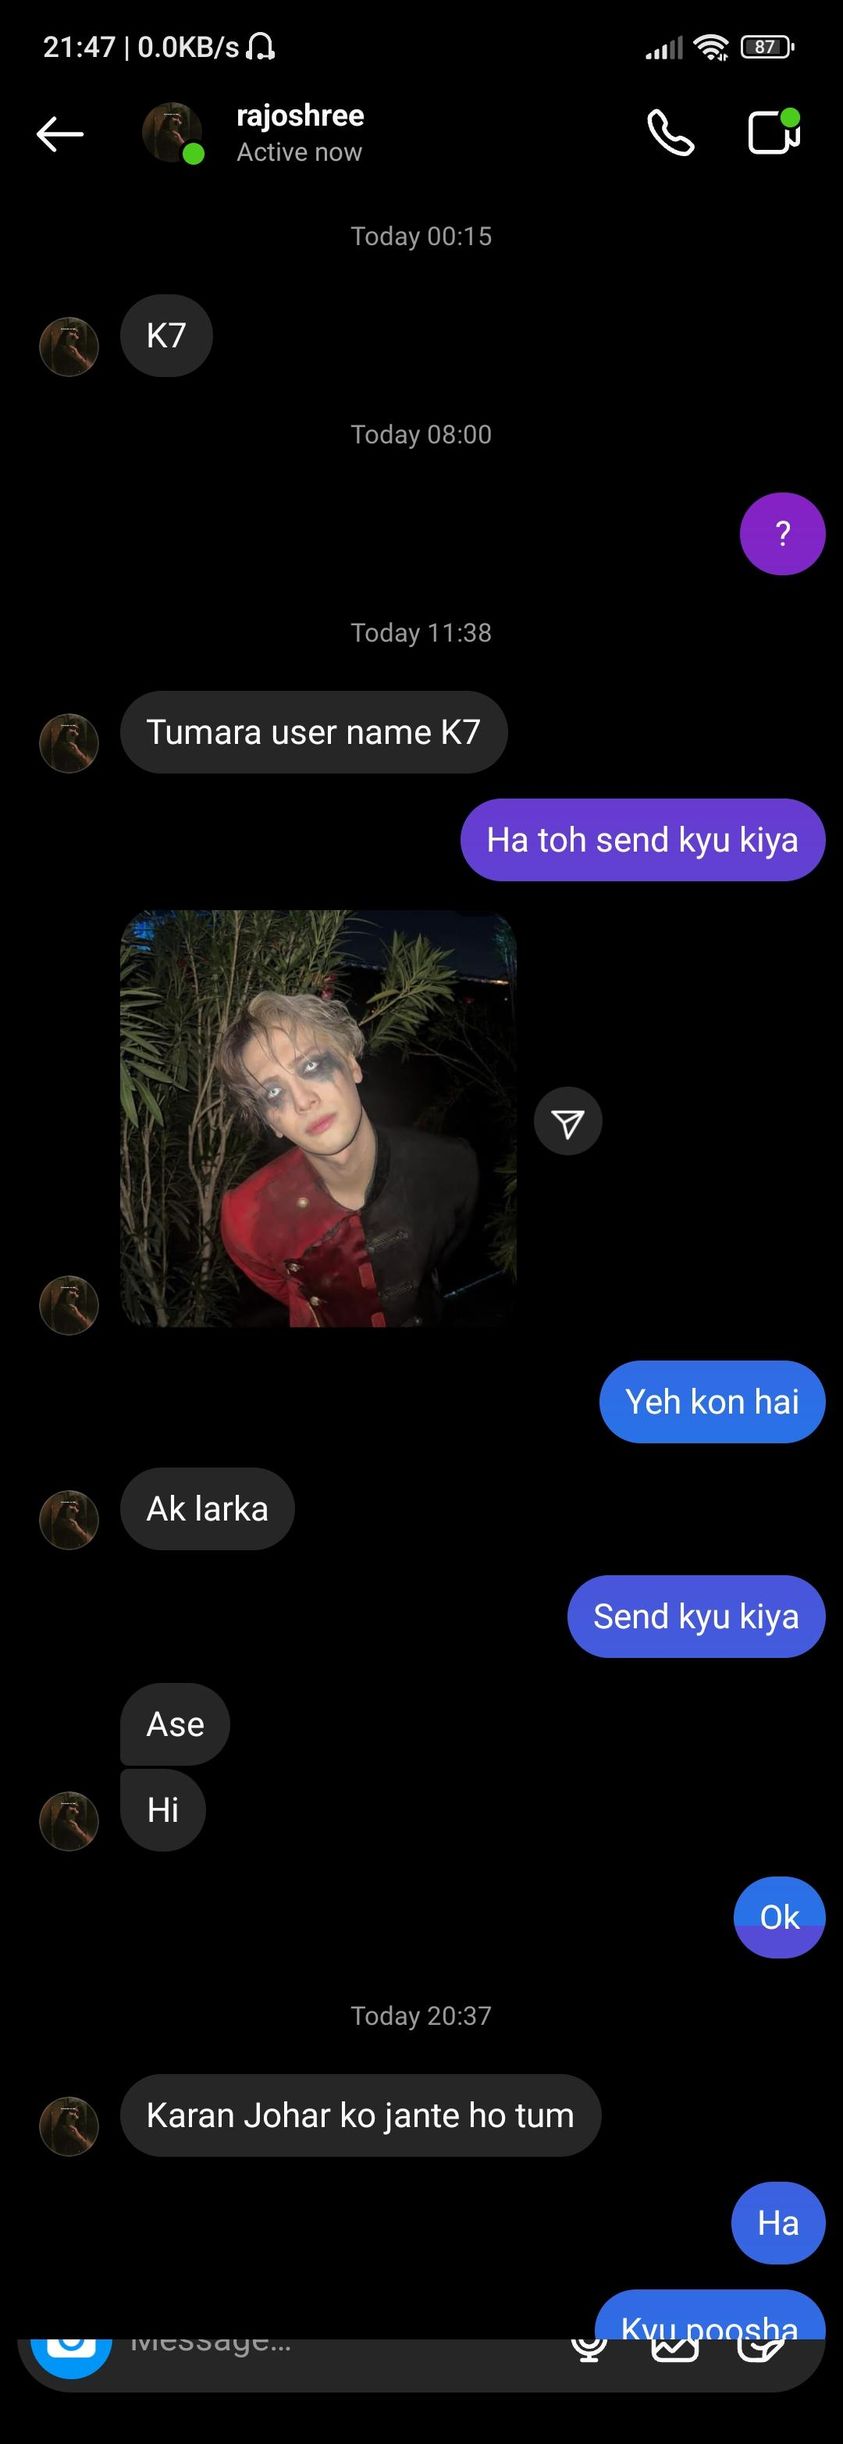 21:47 | 0.0KB/s
87
rajoshree
Active now
Today 00:15
K7
Today 08:00
?
Today 11:38
Tumara user name K7
Ha toh send kyu kiya
Yeh kon hai
Ak larka
Send kyu kiya
Ase
Hi
Ok
Today 20:37
Karan Johar ko jante ho tum
Ha
Kyu poosha
Message...